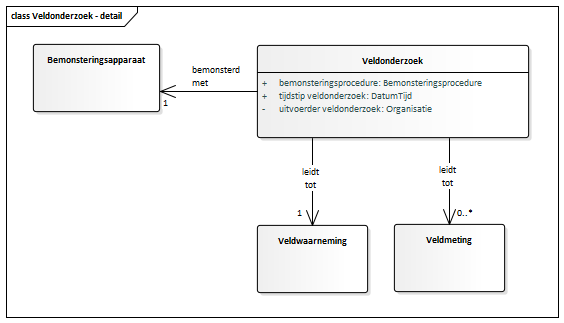 class Veldonderzoek - detail
Bemonsteringsapparaat
bemonsterd
met
1
Veldonderzoek
+ bemonsteringsprocedure: Bemonsteringsprocedure
+ tijdstip veldonderzoek: DatumTijd
- uitvoerder veldonderzoek: Organisatie
leidt
tot
1
leidt
tot
0..*
Veldwaarneming
Veldmeting